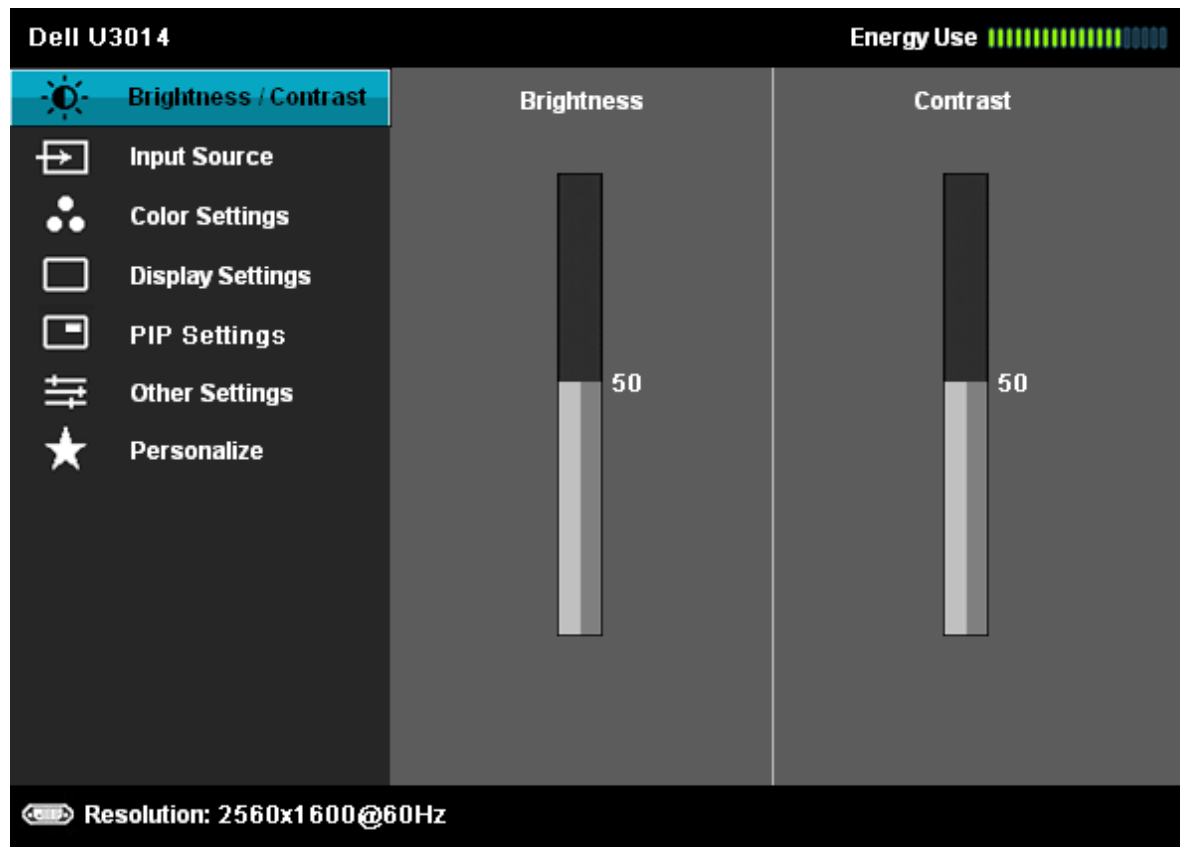 Dell U3014
Energy Use
Brightness / Contrast
Input Source
Color Settings
Display Settings
PIP Settings
Other Settings
Personalize
Brightness
50
Contrast
50
Resolution: 2560x1600@60Hz